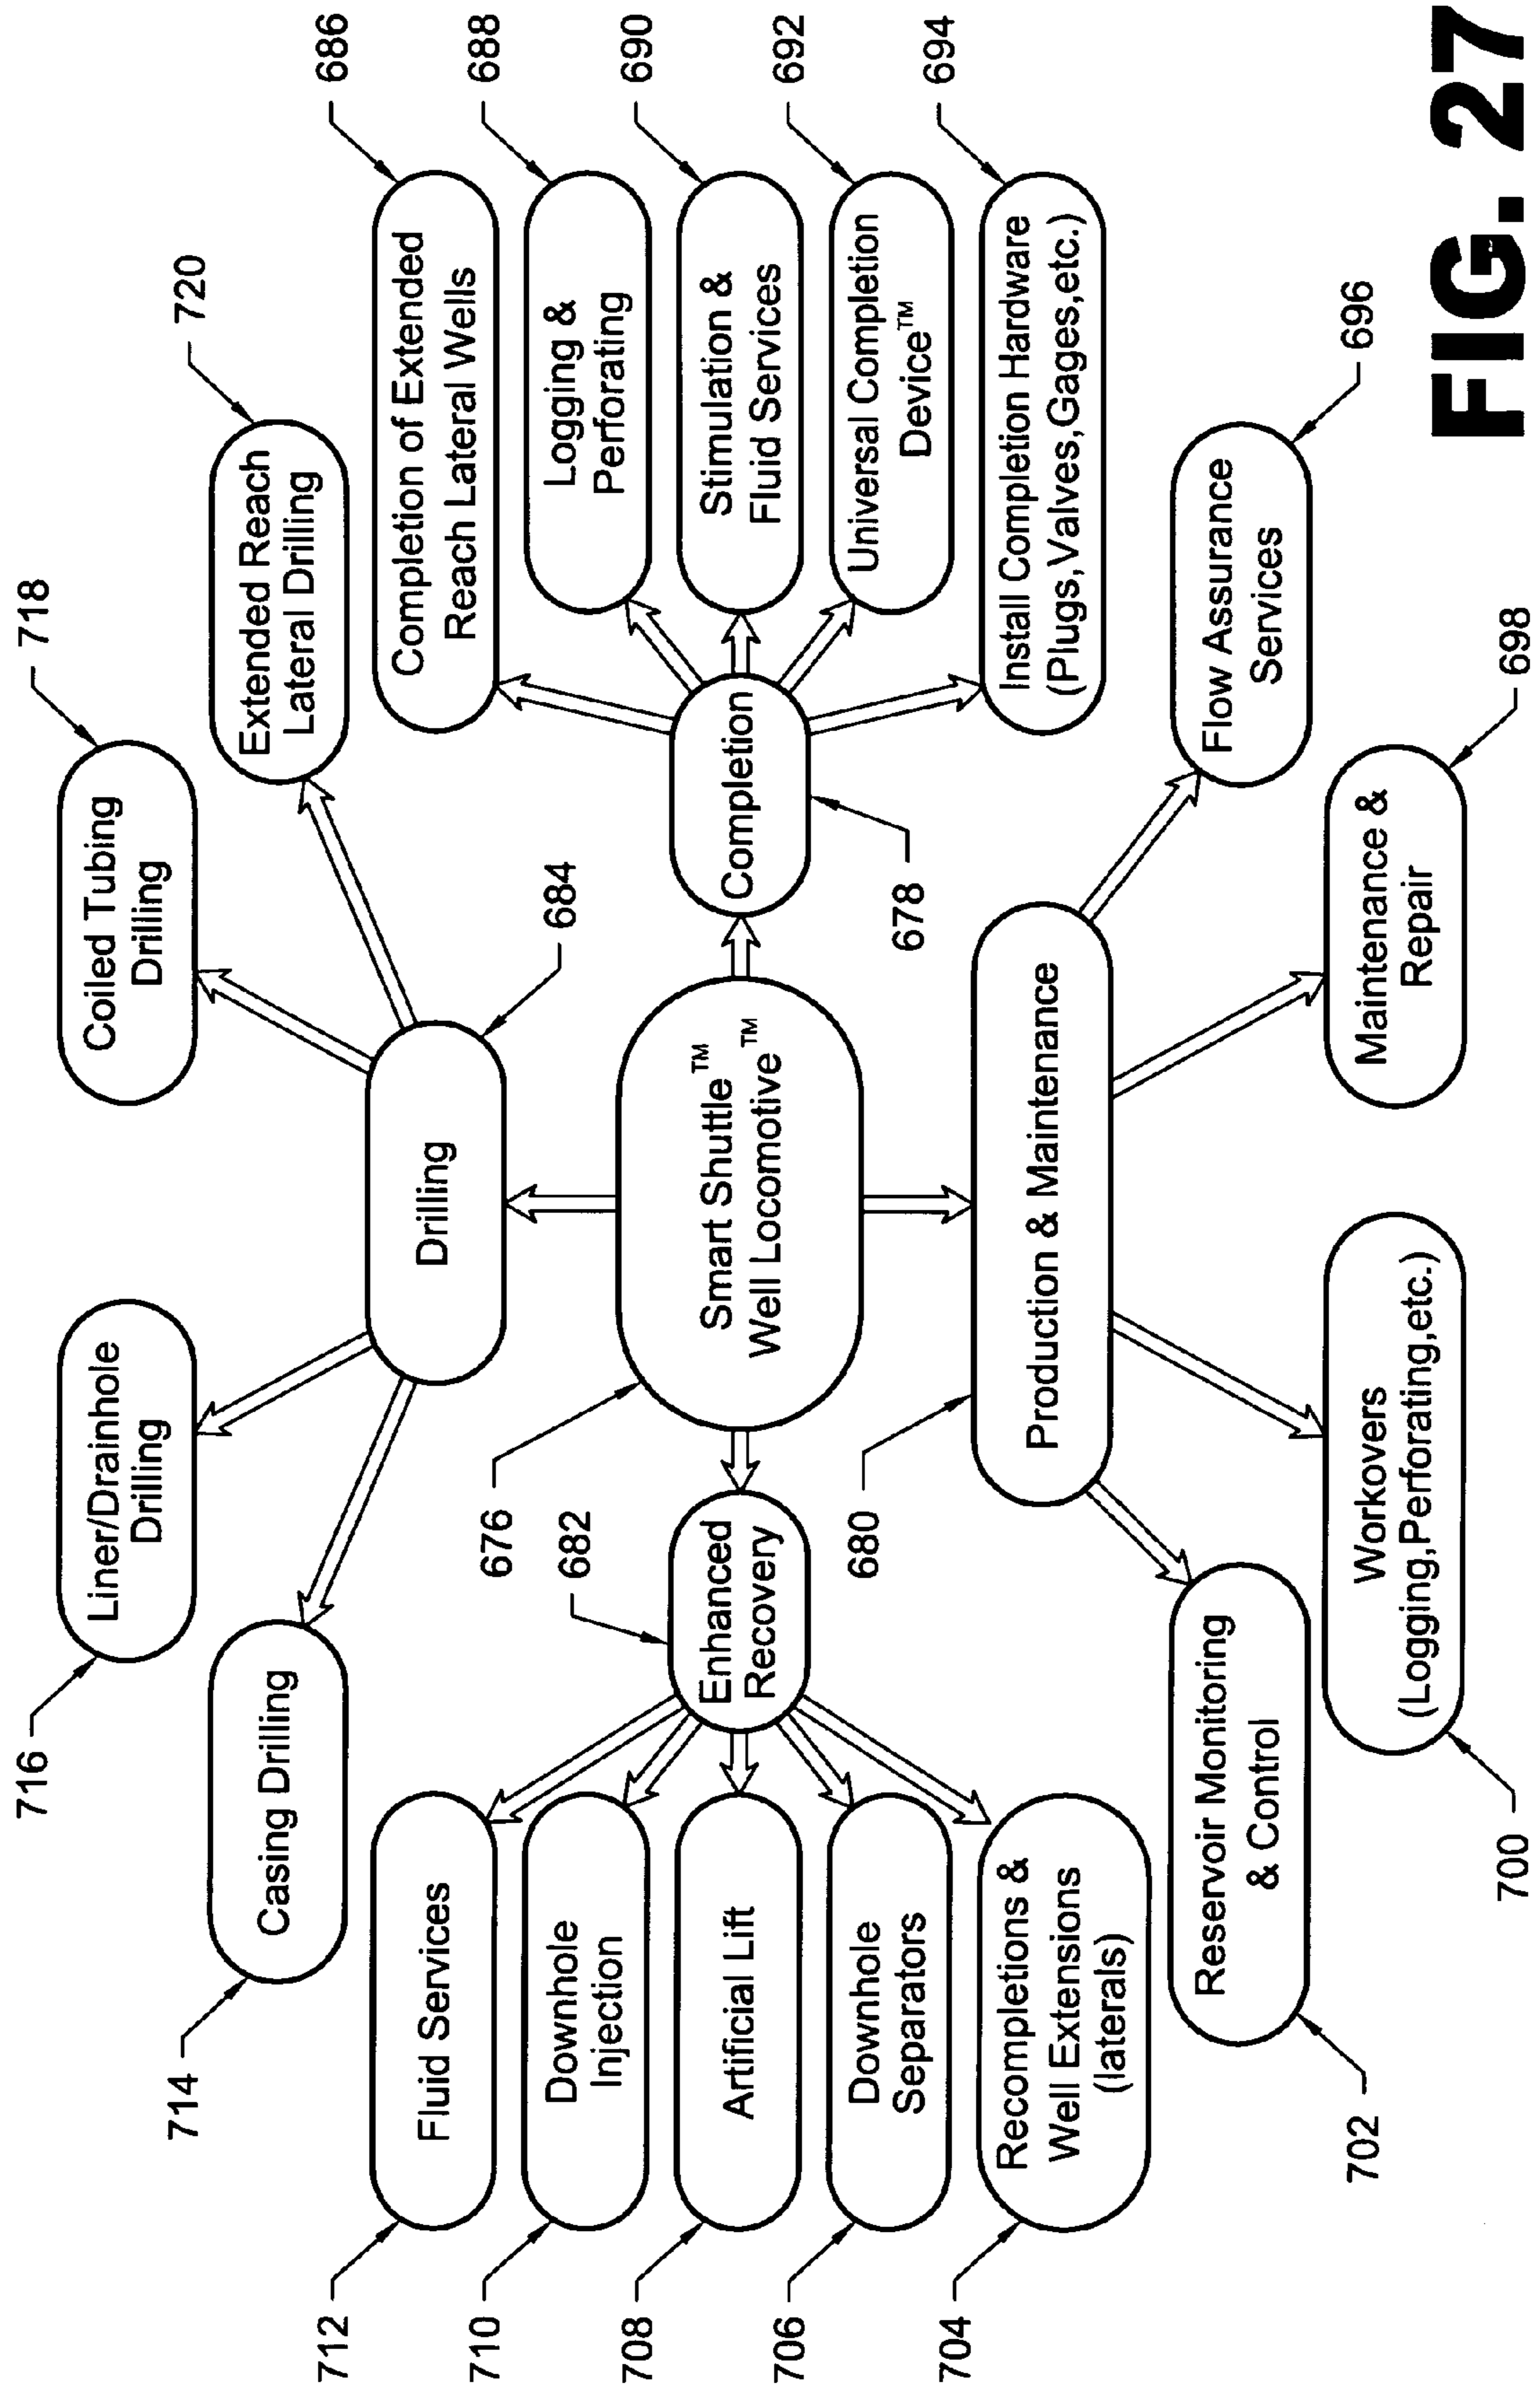 716
718
720
Liner/Drainhole
Drilling
Coiled Tubing
Drilling
714
Casing Drilling
Extended Reach
Lateral Drilling
686
Drilling
684
712
Fluid Services
Completion of Extended
Reach Lateral Wells
688
710
Downhole
Injection
676
Logging &
Perforating
690
682
708
Artificial Lift
Enhanced
Recovery
Smart Shuttle™
Well Locomotive™
Completion
Stimulation &
Fluid Services
692
706
Downhole
Separators
680
678
Universal Completion
Device™
694
704
Recompletions &
Well Extensions
(laterals)
Production & Maintenance
Install Completion Hardware
(Plugs,Valves,Gages,etc.)
Reservoir Monitoring
& Control
Flow Assurance
Services
696
702
Workovers
(Logging,Perforating,etc.)
Maintenance &
Repair
700
698
FIG. 27